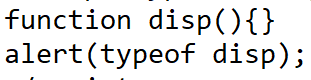 function disp(){}
alert(typeof disp);